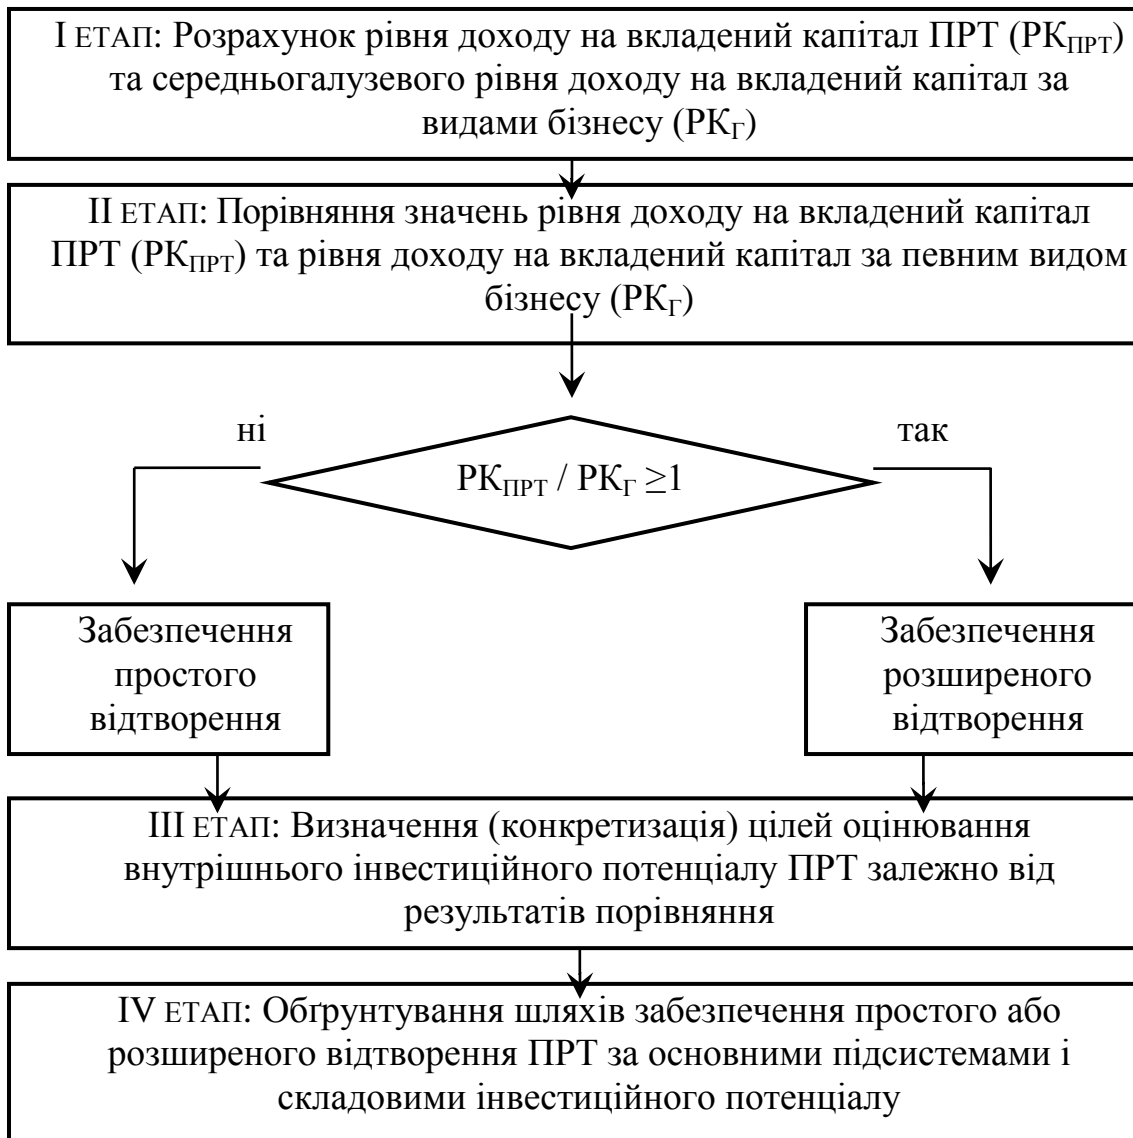 І ЕТАП: Розрахунок рівня доходу на вкладений капітал ПРТ (РКПРТ)
та середньогалузевого рівня доходу на вкладений капітал за
видами бізнесу (РКГ)
ІІ ЕТАП: Порівняння значень рівня доходу на вкладений капітал
ПРТ (РКПРТ) та рівня доходу на вкладений капітал за певним видом
бізнесу (РКГ)
ні
так
РКПРТ / РКГ ≥1
Забезпечення
простого
відтворення
Забезпечення
розширеного
відтворення
ІІІ ЕТАП: Визначення (конкретизація) цілей оцінювання
внутрішнього інвестиційного потенціалу ПРТ залежно від
результатів порівняння
IV ЕТАП: Обґрунтування шляхів забезпечення простого або
розширеного відтворення ПРТ за основними підсистемами і
складовими інвестиційного потенціалу